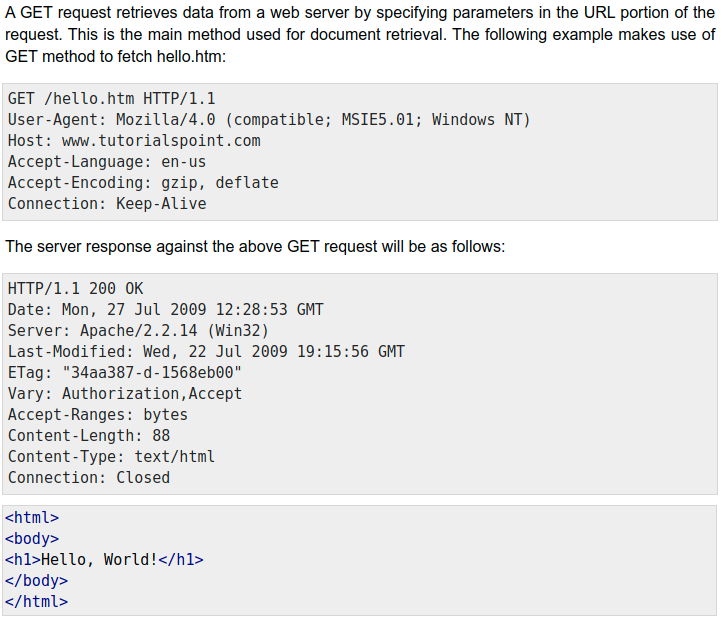 A GET request retrieves data from a web server by specifying parameters in the URL portion of the
request. This is the main method used for document retrieval. The following example makes use of
GET method to fetch hello.htm:
GET /hello.htm HTTP/1.1
User-Agent: Mozilla/4.0 (compatible; MSIE5.01; Windows NT)
Host: www.tutorialspoint.com
Accept-Language: en-us
Accept-Encoding: gzip, deflate
Connection: Keep-Alive
The server response against the above GET request will be as follows:
HTTP/1.1 200 OK
Date: Mon, 27 Jul 2009 12:28:53 GMT
Server: Apache/2.2.14 (Win32)
Last-Modified: Wed, 22 Jul 2009 19:15:56 GMT
ETag: "34aa387-d-1568eb00"
Vary: Authorization,Accept
Accept-Ranges: bytes
Content-Length: 88
Content-Type: text/html
Connection: Closed
<html>
<body>
<h1>Hello, World!</h1>
</body>
</html>